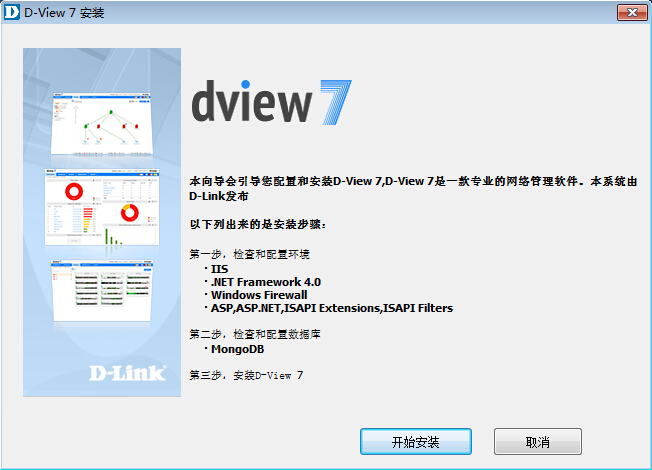 D-View 7 安装
dview 7
本向导会引导您配置和安装D-View 7,D-View 7是一款专业的网络管理软件。本系统由
D-Link发布
以下列出来的是安装步骤：
第一步，检查和配置环境
· IIS
· .NET Framework 4.0
· Windows Firewall
· ASP,ASP.NET,ISAPI Extensions,ISAPI Filters
第二步，检查和配置数据库
· MongoDB
第三步，安装D-View 7
D-Link
开始安装
取消